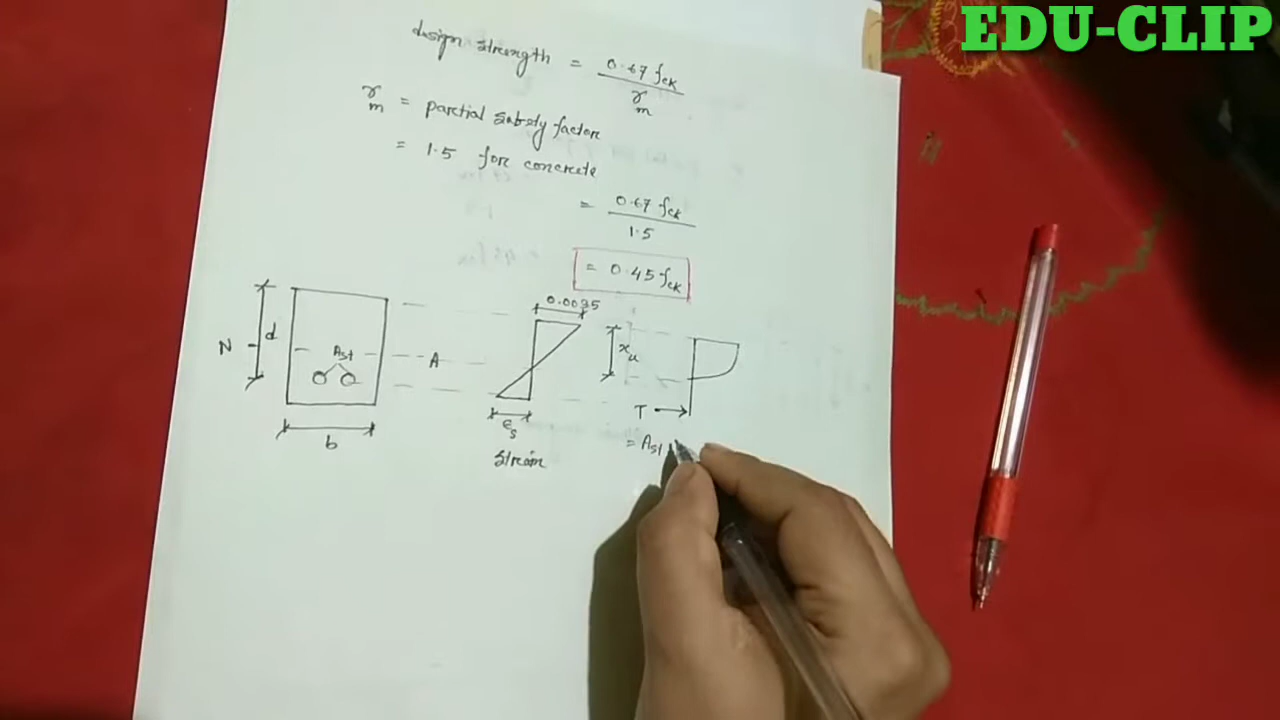 EDU-CLIP
design strength = 0.67 fck / γm
γm = partial safety factor
= 1.5 for concrete
= 0.67 fck / 1.5
= 0.45 fck
0.0035
d
N
Ast
A
xu
T
b
εs
= Ast
strain